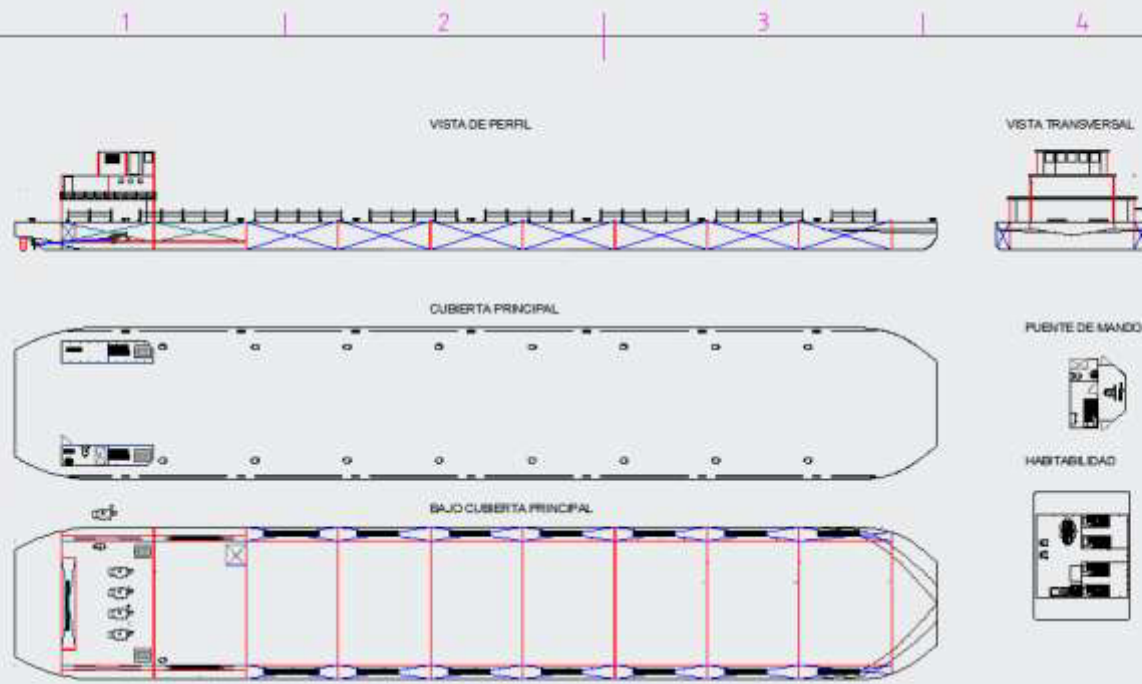 1 2 3 4
VISTA DE PERFIL
VISTA TRANSVERSAL
CUBIERTA PRINCIPAL
PUENTE DE MANDO
HABITABILIDAD
BAJO CUBIERTA PRINCIPAL